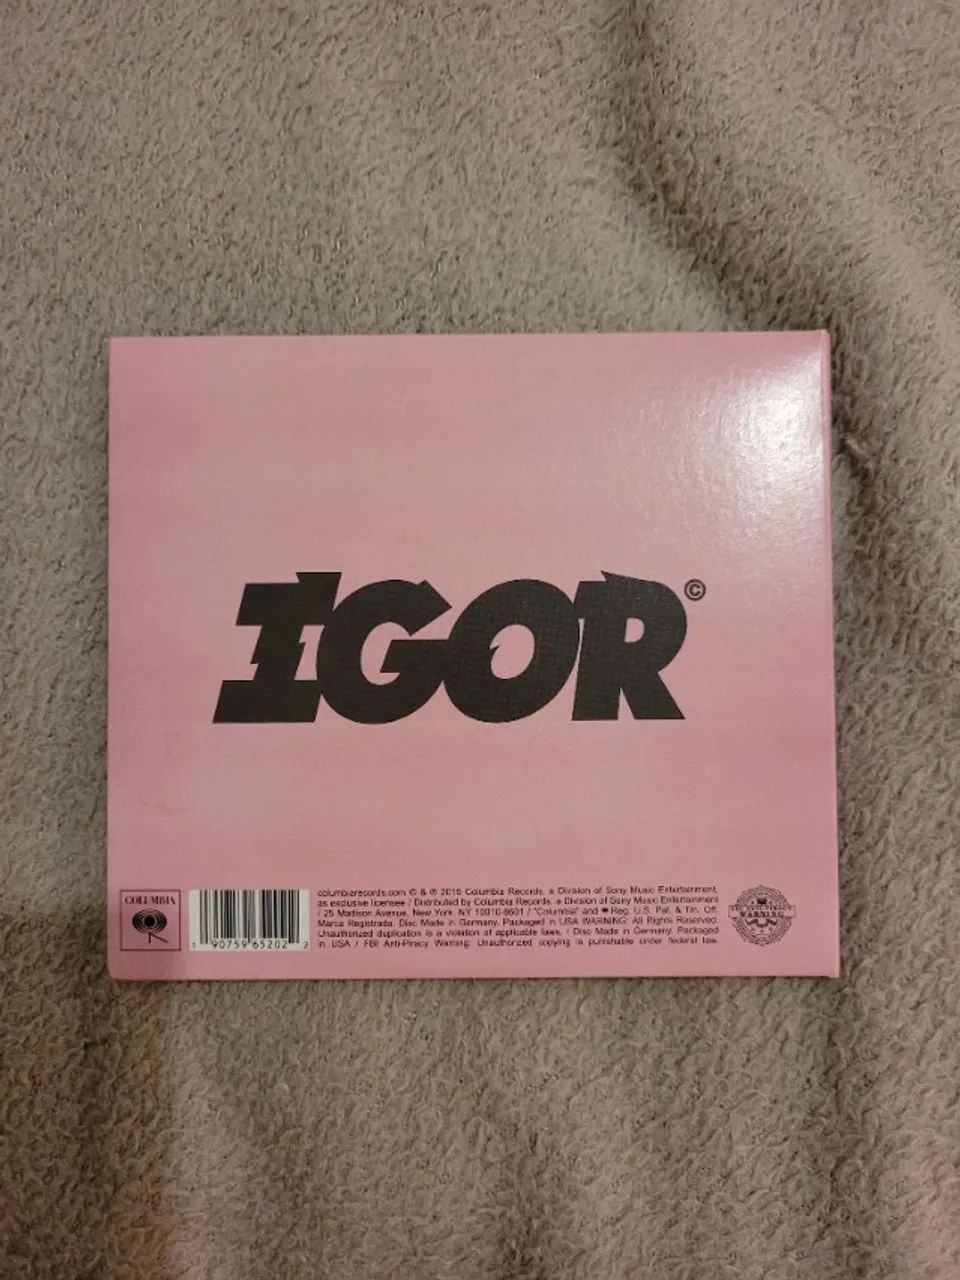 IGOR©
COLUMBIA
1 90759 65202 2
columbiarecords.com © & ℗ 2019 Columbia Records, a Division of Sony Music Entertainment,
as exclusive licensee / Distributed by Columbia Records, a Division of Sony Music Entertainment
/ 25 Madison Avenue, New York, NY 10010-8601 / "Columbia" and Reg. U.S. Pat. & Tm. Off.
Marca Registrada. Disc Made in Germany. Packaged in USA WARNING: All Rights Reserved.
Unauthorized duplication is a violation of applicable laws. / Disc Made in Germany. Packaged
in USA / FBI Anti-Piracy Warning: Unauthorized copying is punishable under federal law.
FBI ANTI-PIRACY
WARNING